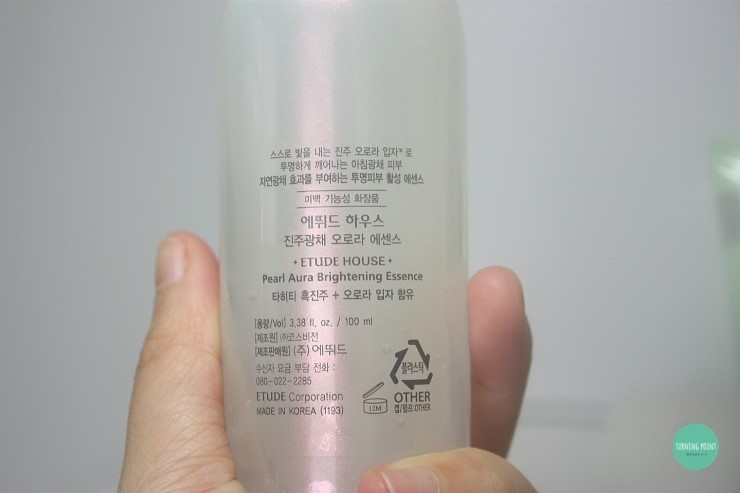 스스로 빛을 내는 진주 오로라 입자™로
투명하게 깨어나는 아침광채 피부
자연광채 효과를 부여하는 투명피부 활성 에센스
미백 기능성 화장품
에뛰드 하우스
진주광채 오로라 에센스
• ETUDE HOUSE •
Pearl Aura Brightening Essence
타히티 흑진주 + 오로라 입자 함유
[용량/Vol] 3.38 fl. oz. / 100 ml
[제조원] ㈜코스비전
[제조판매원] (주) 에뛰드
수신자 요금 부담 전화 :
080-022-2285
ETUDE Corporation
MADE IN KOREA (1193)
12M
플라스틱
OTHER
캡/펌프:OTHER
TURNING POINT